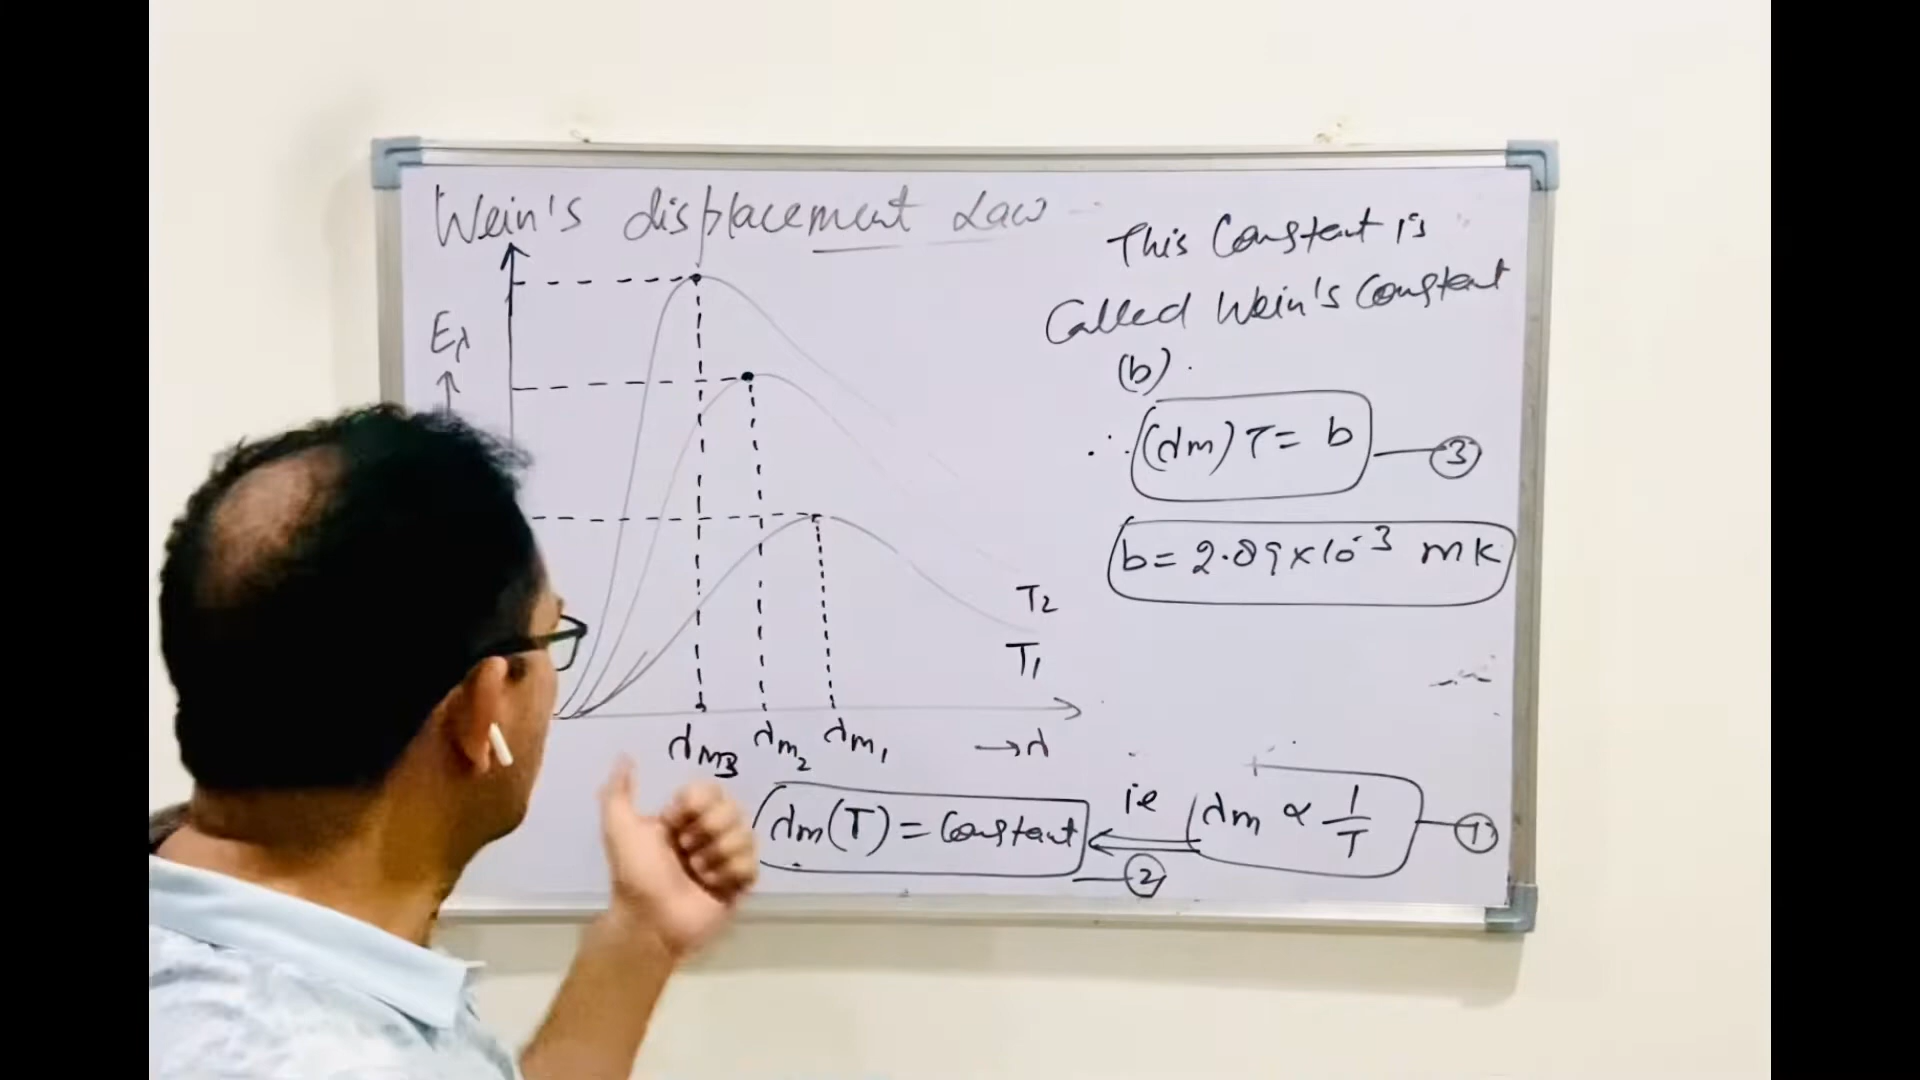 Wein's displacement Law
This Constant is
Called Wein's Constant
(b).
∴ (λm) T = b — ③
b = 2.89 × 10⁻³ mK
Eλ
↑
T2
T1
λm3 λm2 λm1 → λ
λm(T) = Constant — ②
ie λm ∝ 1/T — ①